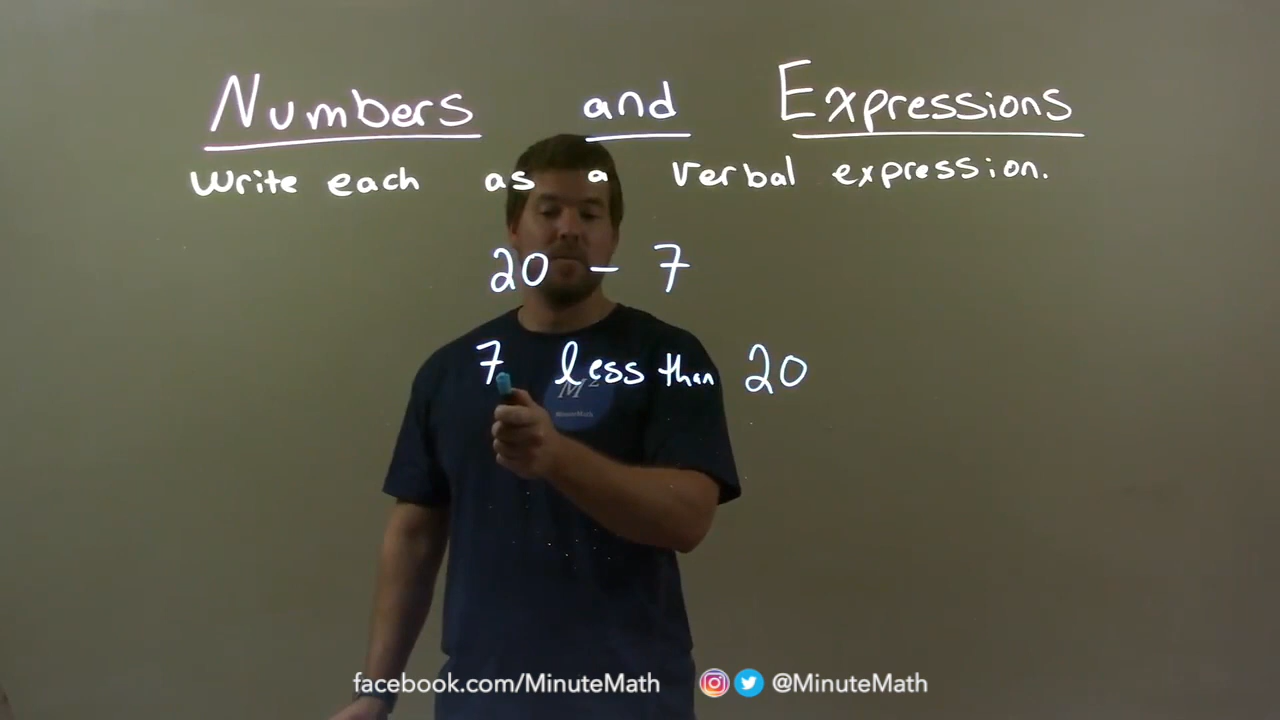 Numbers and Expressions
Write each as a verbal expression.
20 - 7
7 less than 20
M²
MinuteMath
facebook.com/MinuteMath @MinuteMath